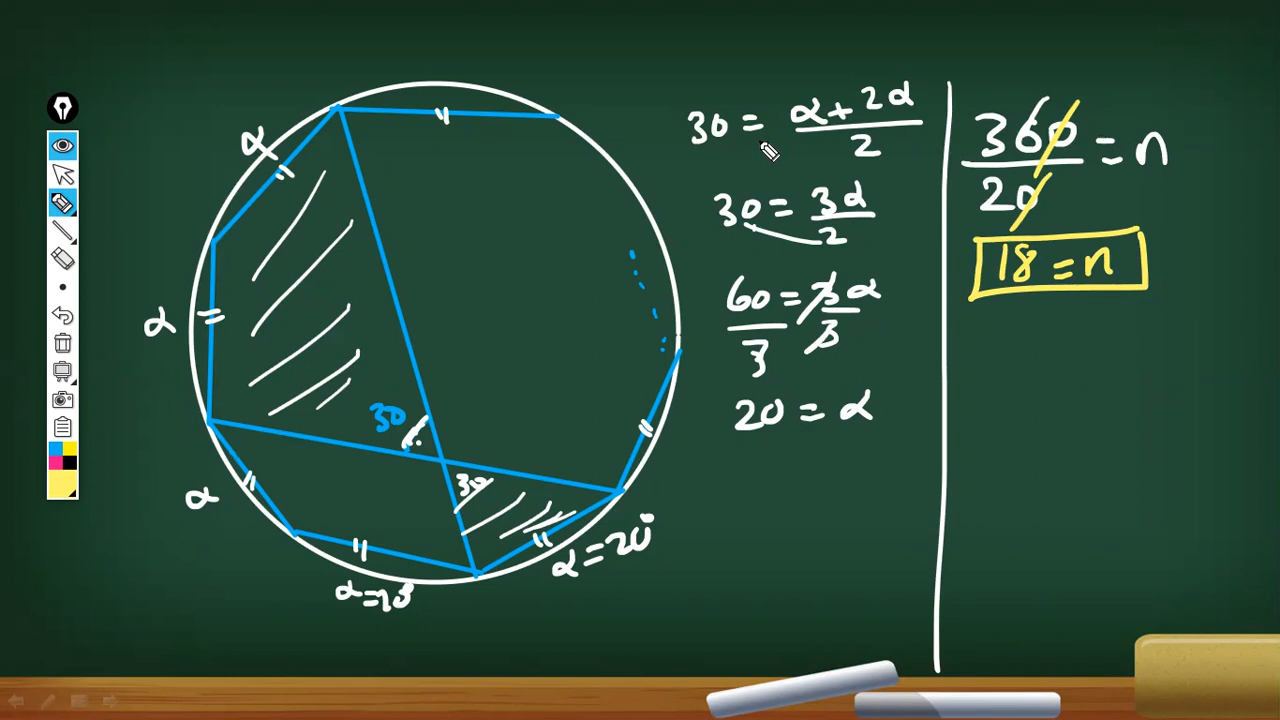 α
α
α
α=20°
α=20°
30
30
30 = α+2α / 2
30 = 3α / 2
60 / 3 = 3α / 3
20 = α
360 / 20 = n
18 = n